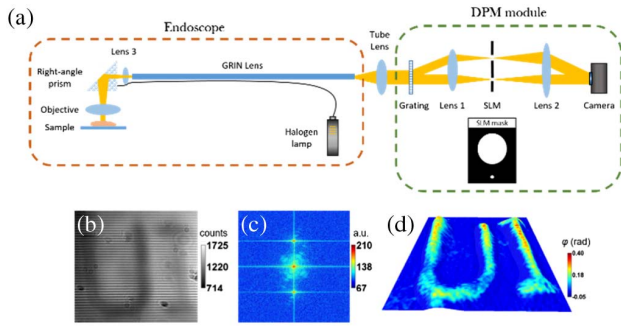 (a)
Endoscope
DPM module
Lens 3
Right-angle
prism
GRIN Lens
Tube
Lens
Objective
Sample
Halogen
lamp
Grating
Lens 1
SLM
Lens 2
Camera
SLM mask
(b)
counts
1725
1220
714
(c)
a.u.
210
138
67
(d)
φ (rad)
0.40
0.18
-0.05